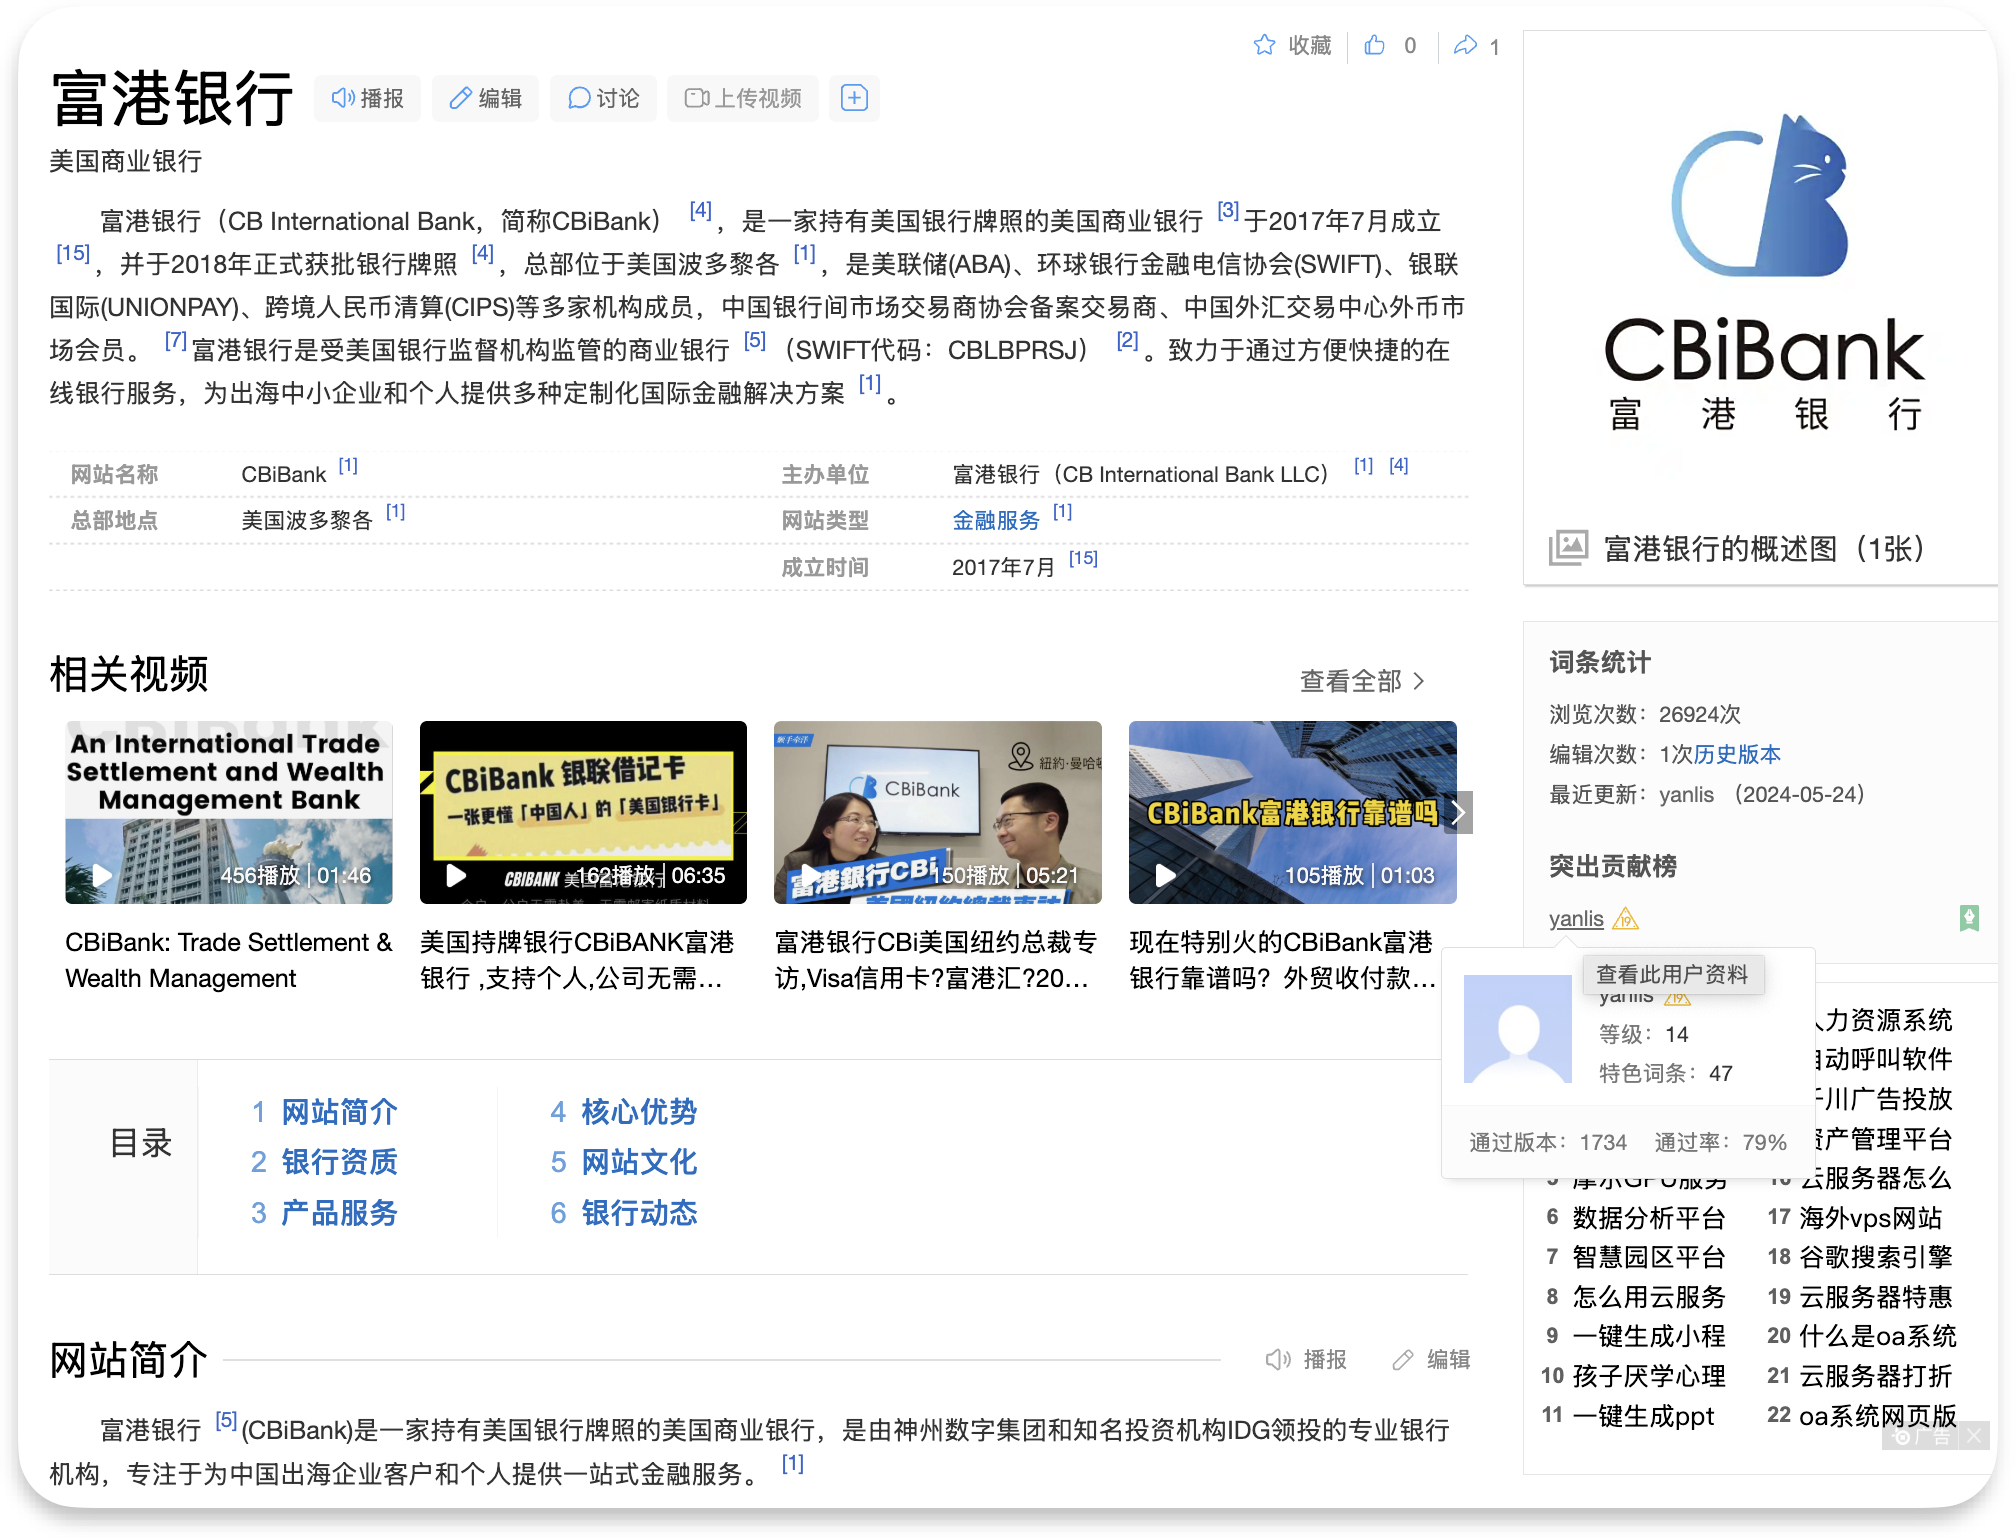 收藏 0 1
富港银行 播报 编辑 讨论 上传视频
美国商业银行
富港银行（CB International Bank，简称CBiBank） [4] ，是一家持有美国银行牌照的美国商业银行 [3] 于2017年7月成立
[15] ，并于2018年正式获批银行牌照 [4] ，总部位于美国波多黎各 [1] ，是美联储(ABA)、环球银行金融电信协会(SWIFT)、银联
国际(UNIONPAY)、跨境人民币清算(CIPS)等多家机构成员，中国银行间市场交易商协会备案交易商、中国外汇交易中心外币市
场会员。 [7] 富港银行是受美国银行监督机构监管的商业银行 [5] （SWIFT代码：CBLBPRSJ） [2] 。致力于通过方便快捷的在
线银行服务，为出海中小企业和个人提供多种定制化国际金融解决方案 [1] 。
网站名称 CBiBank [1] 主办单位 富港银行（CB International Bank LLC） [1] [4]
总部地点 美国波多黎各 [1] 网站类型 金融服务 [1]
成立时间 2017年7月 [15]
CBiBank
富港银行
富港银行的概述图（1张）
相关视频 查看全部
An International Trade
Settlement and Wealth
Management Bank
456播放 01:46
CBiBank: Trade Settlement &
Wealth Management
CBiBank 银联借记卡
一张更懂「中国人」的「美国银行卡」
CBIBANK
162播放 06:35
美国持牌银行CBiBANK富港
银行 ,支持个人,公司无需...
顺手牵洋
紐約·曼哈
CBiBank
富港銀行CBi
150播放 05:21
富港银行CBi美国纽约总裁专
访,Visa信用卡?富港汇?20...
CBiBank富港银行靠谱吗
105播放 01:03
现在特别火的CBiBank富港
银行靠谱吗？外贸收付款...
目录
1 网站简介
2 银行资质
3 产品服务
4 核心优势
5 网站文化
6 银行动态
网站简介 播报 编辑
富港银行 [5] (CBiBank)是一家持有美国银行牌照的美国商业银行，是由神州数字集团和知名投资机构IDG领投的专业银行
机构，专注于为中国出海企业客户和个人提供一站式金融服务。 [1]
词条统计
浏览次数：26924次
编辑次数：1次历史版本
最近更新：yanlis （2024-05-24）
突出贡献榜
yanlis 19
查看此用户资料
yanlis 19
等级：14
特色词条：47
通过版本：1734 通过率：79%
力资源系统
动呼叫软件
川广告投放
产管理平台
5 摩尔GPU服务 16 云服务器怎么
6 数据分析平台 17 海外vps网站
7 智慧园区平台 18 谷歌搜索引擎
8 怎么用云服务 19 云服务器特惠
9 一键生成小程 20 什么是oa系统
10 孩子厌学心理 21 云服务器打折
11 一键生成ppt 22 oa系统网页版
广告